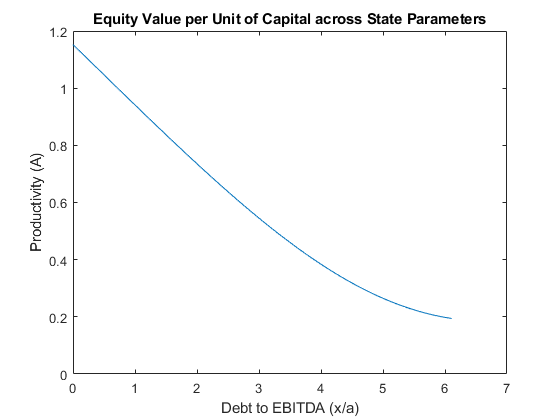 Equity Value per Unit of Capital across State Parameters
1.2
1
0.8
0.6
0.4
0.2
0
Productivity (A)
0 1 2 3 4 5 6 7
Debt to EBITDA (x/a)